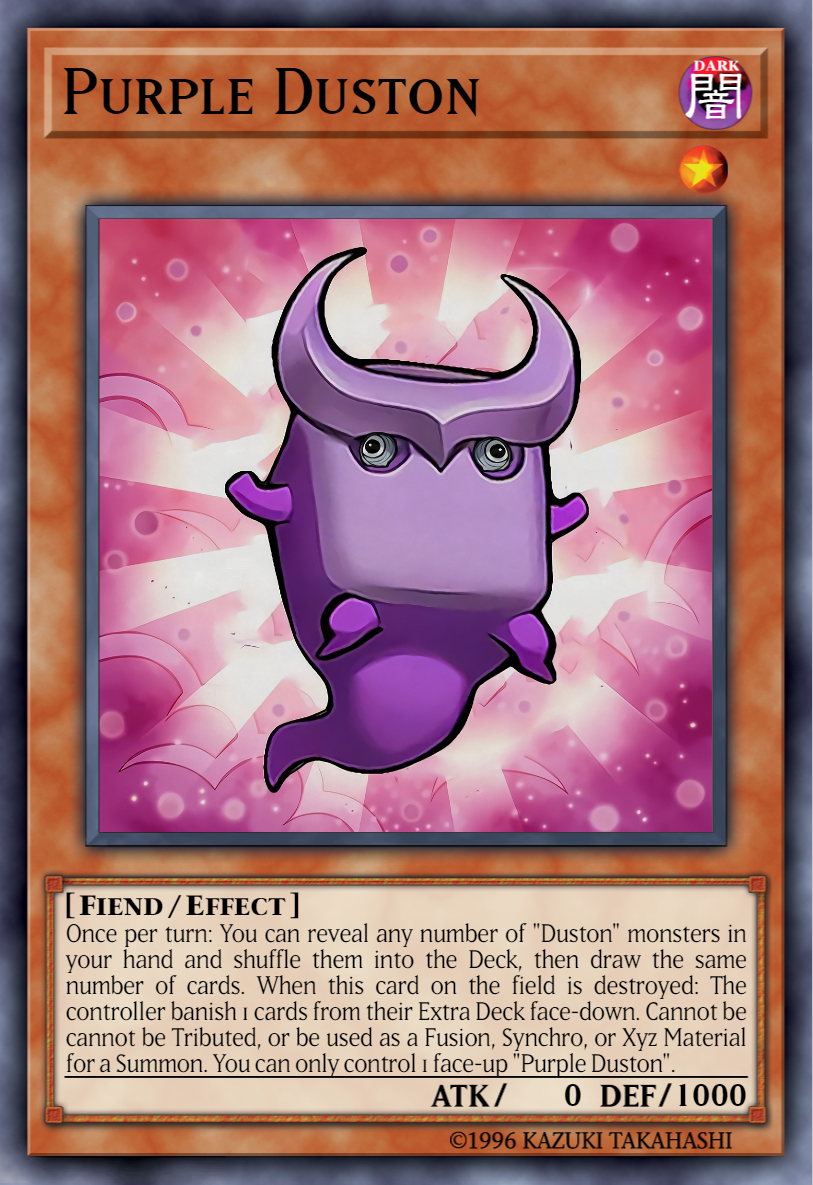 Purple Duston
DARK
闇
[ Fiend / Effect ]
Once per turn: You can reveal any number of "Duston" monsters in
your hand and shuffle them into the Deck, then draw the same
number of cards. When this card on the field is destroyed: The
controller banish 1 cards from their Extra Deck face-down. Cannot be
cannot be Tributed, or be used as a Fusion, Synchro, or Xyz Material
for a Summon. You can only control 1 face-up "Purple Duston".
ATK/ 0 DEF/1000
©1996 KAZUKI TAKAHASHI